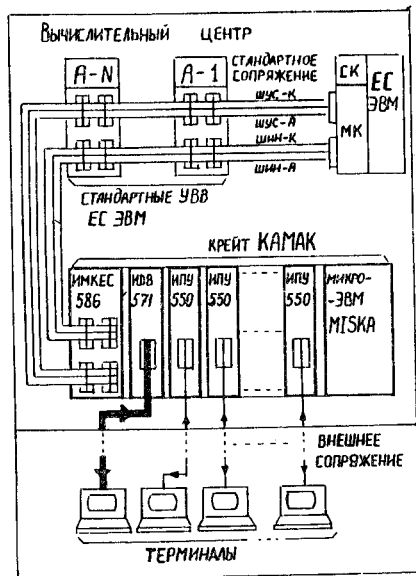 ВЫЧИСЛИТЕЛЬНЫЙ ЦЕНТР
А-N
А-1
СТАНДАРТНОЕ
СОПРЯЖЕНИЕ
СК
ЕС
ЭВМ
МК
ШУС-К
ШУС-А
ШИН-К
ШИН-А
СТАНДАРТНЫЕ УВВ
ЕС ЭВМ
КРЕЙТ КАМАК
ИМКЕС
586
ИДВ
571
ИПУ
550
ИПУ
550
ИПУ
550
МИКРО-
-ЭВМ
MISKA
ВНЕШНЕЕ
СОПРЯЖЕНИЕ
ТЕРМИНАЛЫ